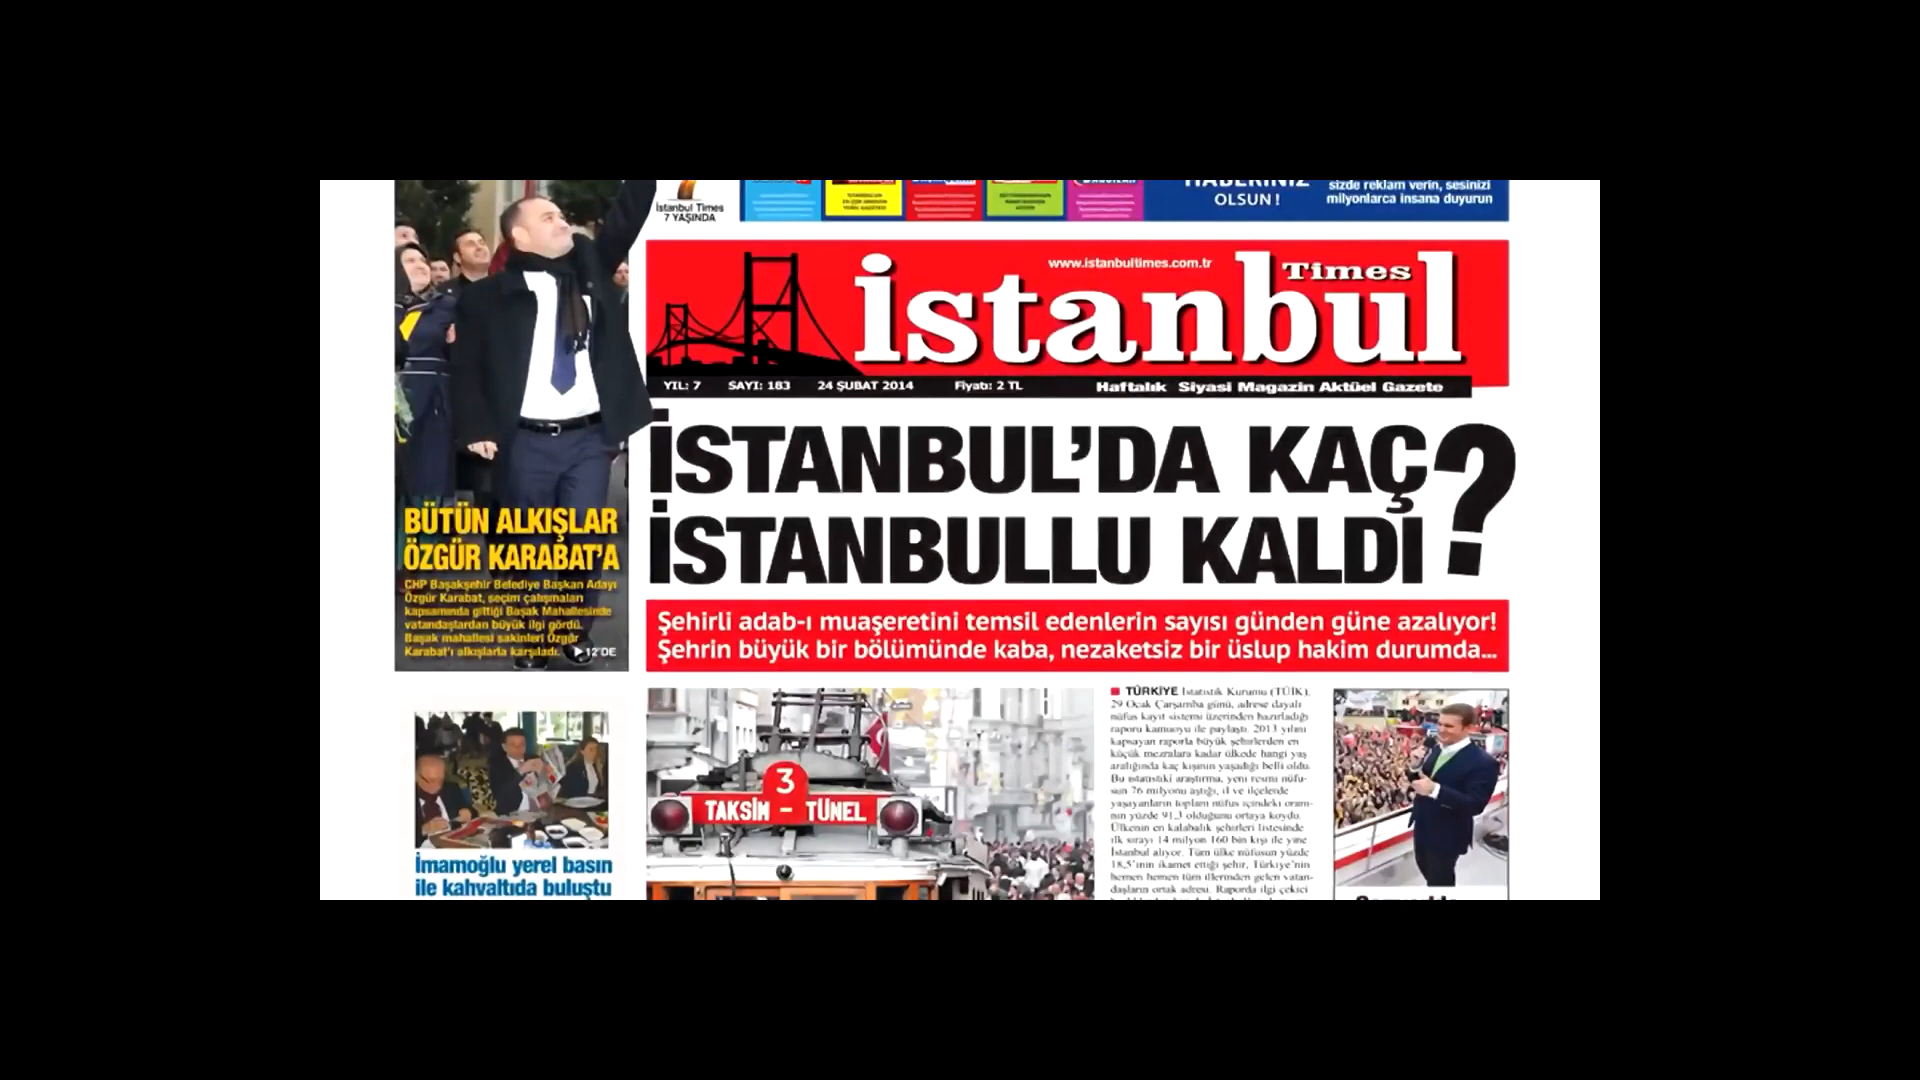 İstanbul Times
7 YAŞINDA
HABERİNİZ
OLSUN !
sizde reklam verin, sesinizi
milyonlarca insana duyurun
www.istanbultimes.com.tr
Times
istanbul
YIL: 7 SAYI: 183 24 ŞUBAT 2014 Fiyatı: 2 TL Haftalık Siyasi Magazin Aktüel Gazete
İSTANBUL'DA KAÇ
İSTANBULLU KALDI?
Şehirli adab-ı muaşeretini temsil edenlerin sayısı günden güne azalıyor!
Şehrin büyük bir bölümünde kaba, nezaketsiz bir üslup hakim durumda...
BÜTÜN ALKIŞLAR
ÖZGÜR KARABAT'A
CHP Başakşehir Belediye Başkan Adayı
Özgür Karabat, seçim çalışmaları
kapsamında gittiği Başak Mahallesinde
vatandaşlardan büyük ilgi gördü.
Başak mahallesi sakinleri Özgür
Karabat'ı alkışlarla karşıladı. ▶12'DE
İmamoğlu yerel basın
ile kahvaltıda buluştu
3
TAKSİM - TÜNEL
TÜRKİYE İstatistik Kurumu (TÜİK),
29 Ocak Çarşamba günü, adrese dayalı
nüfus kayıt sistemi üzerinden hazırladığı
raporu kamuoyu ile paylaştı. 2013 yılını
kapsayan raporla büyük şehirlerden en
küçük mezralara kadar ülkede hangi yaş
aralığında kaç kişinin yaşadığı belli oldu.
Bu istatistiki araştırma, yeni resmi nüfu-
sun 76 milyonu aştığı, il ve ilçelerde
yaşayanların toplam nüfus içindeki oranı-
nın yüzde 91,3 olduğunu ortaya koydu.
Ülkenin en kalabalık şehirleri listesinde
ilk sırayı 14 milyon 160 bin kişi ile yine
İstanbul alıyor. Tüm ülke nüfusun yüzde
18,5'inin ikamet ettiği şehir, Türkiye'nin
hemen hemen tüm illerinden gelen vatan-
daşların ortak adresi. Raporda ilgi çekici